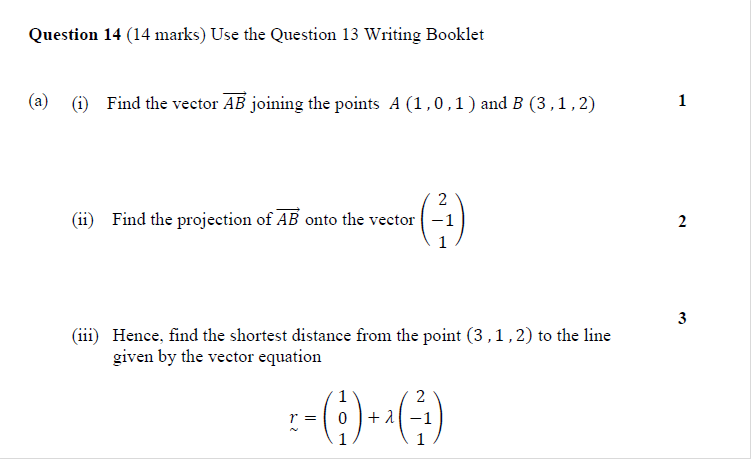 Question 14 (14 marks) Use the Question 13 Writing Booklet
(a) (i) Find the vector \(\overrightarrow{AB}\) joining the points A (1 , 0 , 1 ) and B (3 , 1 , 2) 1
(ii) Find the projection of \(\overrightarrow{AB}\) onto the vector \(\begin{pmatrix} 2 \\ -1 \\ 1 \end{pmatrix}\) 2
3
(iii) Hence, find the shortest distance from the point (3 , 1 , 2) to the line
given by the vector equation
\(\underset{\sim}{r} = \begin{pmatrix} 1 \\ 0 \\ 1 \end{pmatrix} + \lambda \begin{pmatrix} 2 \\ -1 \\ 1 \end{pmatrix}\)